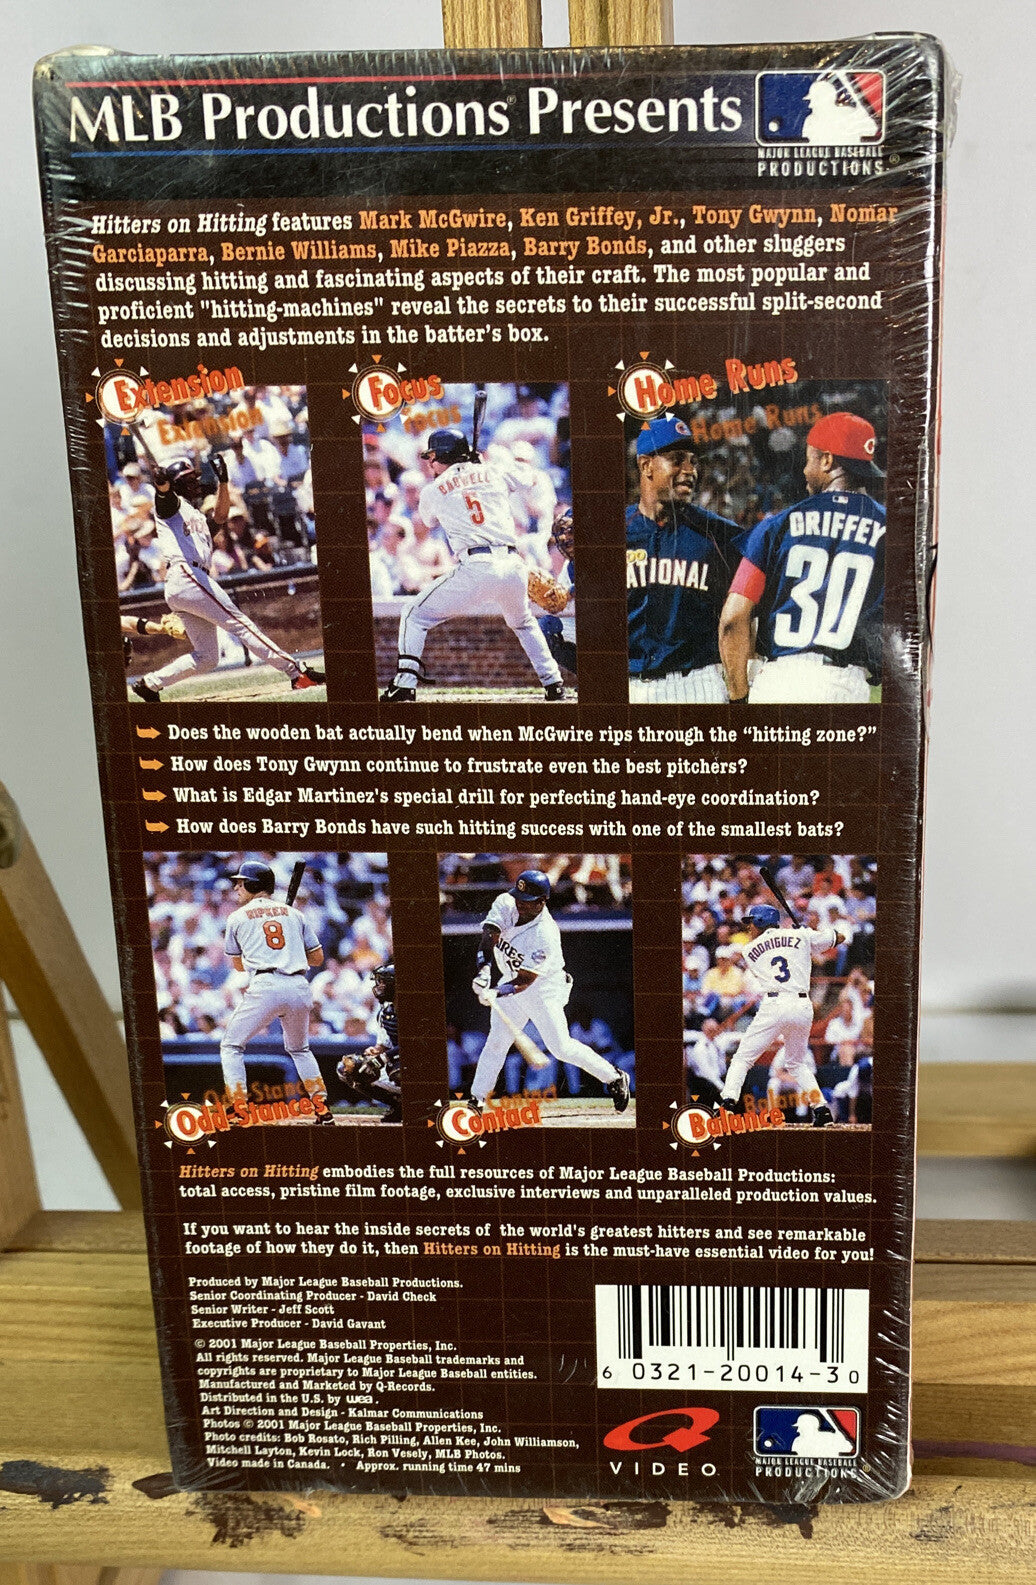 MLB Productions® Presents
MAJOR LEAGUE BASEBALL
PRODUCTIONS®
Hitters on Hitting features Mark McGwire, Ken Griffey, Jr., Tony Gwynn, Nomar
Garciaparra, Bernie Williams, Mike Piazza, Barry Bonds, and other sluggers
discussing hitting and fascinating aspects of their craft. The most popular and
proficient "hitting-machines" reveal the secrets to their successful split-second
decisions and adjustments in the batter's box.
Extension
Extension
Focus
Focus
Home Runs
Home Runs
BAGWELL
5
NATIONAL
GRIFFEY
30
Does the wooden bat actually bend when McGwire rips through the “hitting zone?”
How does Tony Gwynn continue to frustrate even the best pitchers?
What is Edgar Martinez's special drill for perfecting hand-eye coordination?
How does Barry Bonds have such hitting success with one of the smallest bats?
RIPKEN
8
RODRIGUEZ
3
Odd-Stances
Odd-Stances
Contact
Contact
Balance
Balance
Hitters on Hitting embodies the full resources of Major League Baseball Productions:
total access, pristine film footage, exclusive interviews and unparalleled production values.
If you want to hear the inside secrets of the world's greatest hitters and see remarkable
footage of how they do it, then Hitters on Hitting is the must-have essential video for you!
Produced by Major League Baseball Productions.
Senior Coordinating Producer - David Check
Senior Writer - Jeff Scott
Executive Producer - David Gavant
© 2001 Major League Baseball Properties, Inc.
All rights reserved. Major League Baseball trademarks and
copyrights are proprietary to Major League Baseball entities.
Manufactured and Marketed by Q-Records.
Distributed in the U.S. by wea.
Art Direction and Design - Kalmar Communications
Photos © 2001 Major League Baseball Properties, Inc.
Photo credits: Bob Rosato, Rich Pilling, Allen Kee, John Williamson,
Mitchell Layton, Kevin Lock, Ron Vesely, MLB Photos.
Video made in Canada. • Approx. running time 47 mins
6 0321-20014-3 0
Q
VIDEO
MAJOR LEAGUE BASEBALL
PRODUCTIONS®